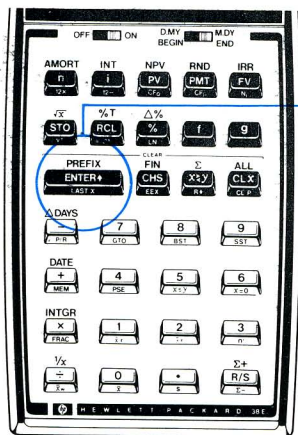 OFF ON D.MY M.DY
BEGIN END
AMORT INT NPV RND IRR
n i PV PMT FV
12× 12÷ CF₀ CFⱼ Nⱼ
√x %T Δ%
STO RCL % f g
LN
CLEAR
PREFIX FIN Σ ALL
ENTER♦ CHS x≷y CLX
LAST X EEX R♦ CL P
ΔDAYS
− 7 8 9
P/R GTO BST SST
DATE
+ 4 5 6
MEM PSE x≤y x=0
INTGR
× 1 2 3
FRAC x̂,r ŷ,r n!
1/x Σ+
÷ 0 • R/S
x̄w x̄ s Σ−
hp HEWLETT PACKARD 38E